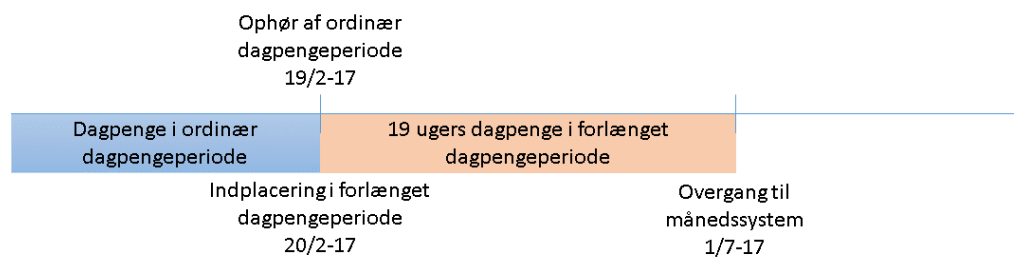 Ophør af ordinær
dagpengeperiode
19/2-17
Dagpenge i ordinær
dagpengeperiode
19 ugers dagpenge i forlænget
dagpengeperiode
Indplacering i forlænget
dagpengeperiode
20/2-17
Overgang til
månedssystem
1/7-17